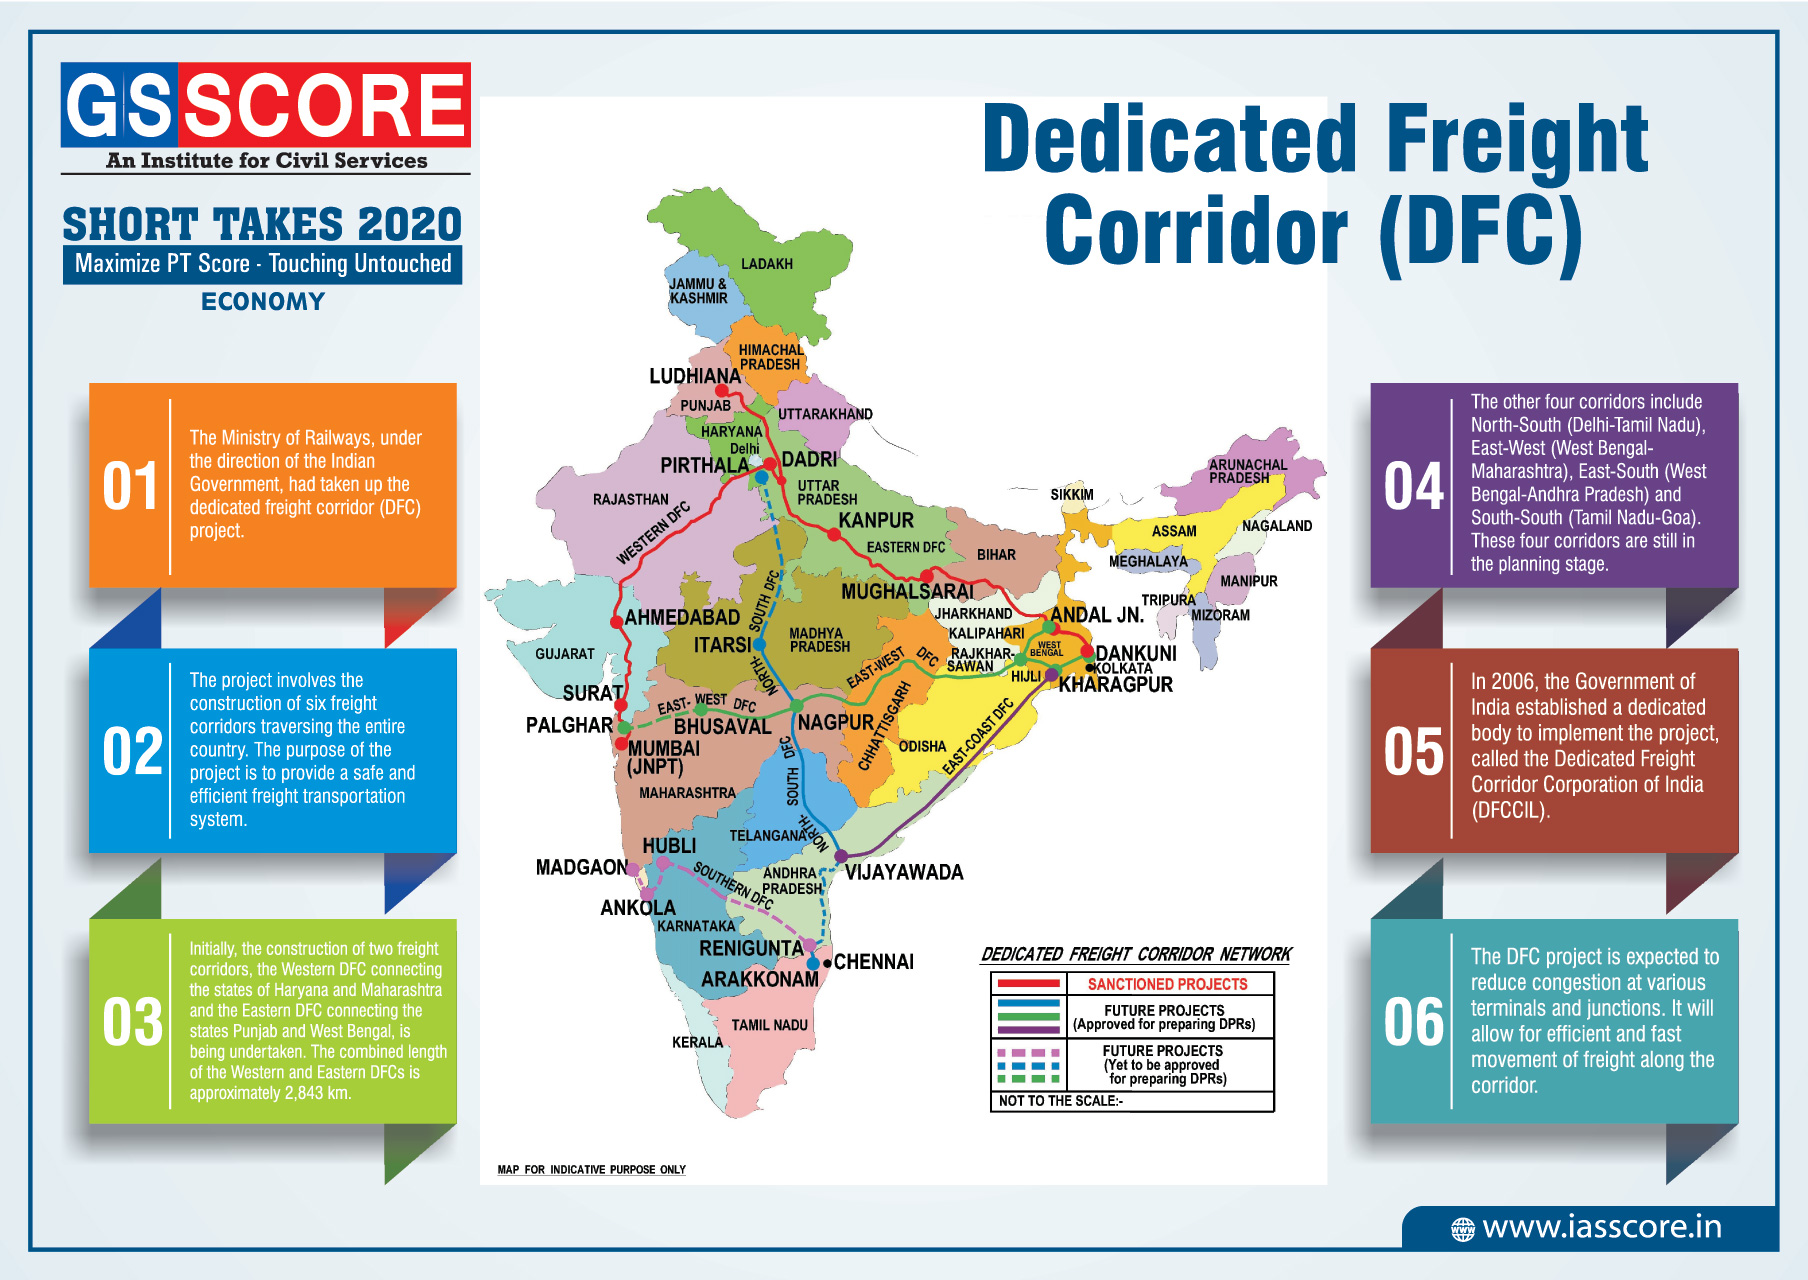 GS SCORE
An Institute for Civil Services
SHORT TAKES 2020
Maximize PT Score - Touching Untouched
ECONOMY
Dedicated Freight
Corridor (DFC)
01
The Ministry of Railways, under
the direction of the Indian
Government, had taken up the
dedicated freight corridor (DFC)
project.
02
The project involves the
construction of six freight
corridors traversing the entire
country. The purpose of the
project is to provide a safe and
efficient freight transportation
system.
03
Initially, the construction of two freight
corridors, the Western DFC connecting
the states of Haryana and Maharashtra
and the Eastern DFC connecting the
states Punjab and West Bengal, is
being undertaken. The combined length
of the Western and Eastern DFCs is
approximately 2,843 km.
LADAKH
JAMMU &
KASHMIR
HIMACHAL
PRADESH
LUDHIANA
PUNJAB
UTTARAKHAND
HARYANA
Delhi
PIRTHALA
DADRI
UTTAR
PRADESH
RAJASTHAN
WESTERN DFC
KANPUR
EASTERN DFC
BIHAR
SIKKIM
ARUNACHAL
PRADESH
ASSAM
NAGALAND
MEGHALAYA
MANIPUR
TRIPURA
MIZORAM
MUGHALSARAI
JHARKHAND
ANDAL JN.
AHMEDABAD
ITARSI
NORTH-
SOUTH DFC
MADHYA
PRADESH
KALIPAHARI
WEST
BENGAL
RAJKHAR-
SAWAN
DANKUNI
KOLKATA
HIJLI
KHARAGPUR
GUJARAT
SURAT
EAST-WEST DFC
EAST- WEST DFC
PALGHAR
BHUSAVAL
NAGPUR
CHHATTISGARH
ODISHA
EAST-COAST DFC
MUMBAI
(JNPT)
MAHARASHTRA
NORTH-
SOUTH DFC
TELANGANA
HUBLI
MADGAON
SOUTHERN DFC
ANDHRA
PRADESH
VIJAYAWADA
ANKOLA
KARNATAKA
RENIGUNTA
CHENNAI
ARAKKONAM
TAMIL NADU
KERALA
DEDICATED FREIGHT CORRIDOR NETWORK
SANCTIONED PROJECTS
FUTURE PROJECTS
(Approved for preparing DPRs)
FUTURE PROJECTS
(Yet to be approved
for preparing DPRs)
NOT TO THE SCALE:-
MAP FOR INDICATIVE PURPOSE ONLY
04
The other four corridors include
North-South (Delhi-Tamil Nadu),
East-West (West Bengal-
Maharashtra), East-South (West
Bengal-Andhra Pradesh) and
South-South (Tamil Nadu-Goa).
These four corridors are still in
the planning stage.
05
In 2006, the Government of
India established a dedicated
body to implement the project,
called the Dedicated Freight
Corridor Corporation of India
(DFCCIL).
06
The DFC project is expected to
reduce congestion at various
terminals and junctions. It will
allow for efficient and fast
movement of freight along the
corridor.
www.iasscore.in